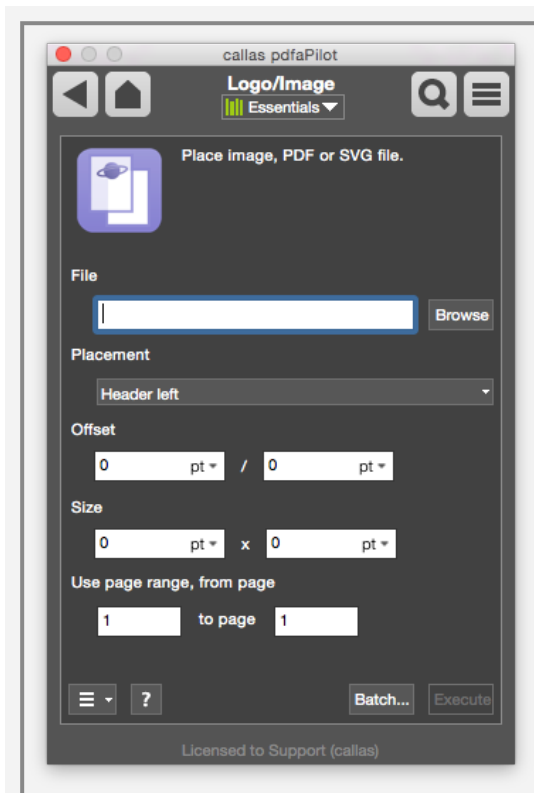 callas pdfaPilot
Logo/Image
Essentials
Place image, PDF or SVG file.
File
Browse
Placement
Header left
Offset
0 pt / 0 pt
Size
0 pt x 0 pt
Use page range, from page
1 to page 1
? Batch... Execute
Licensed to Support (callas)